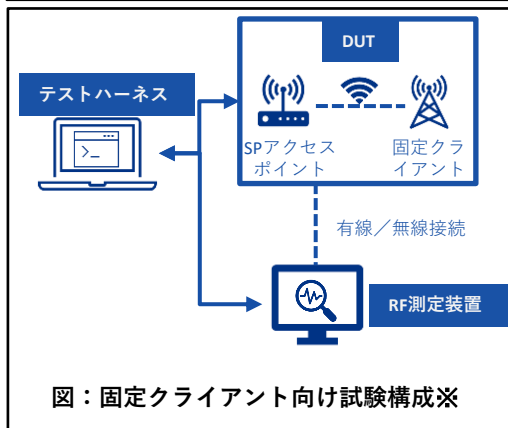 DUT
テストハーネス
>_
SPアクセス
ポイント
固定クラ
イアント
有線／無線接続
RF測定装置
図：固定クライアント向け試験構成※